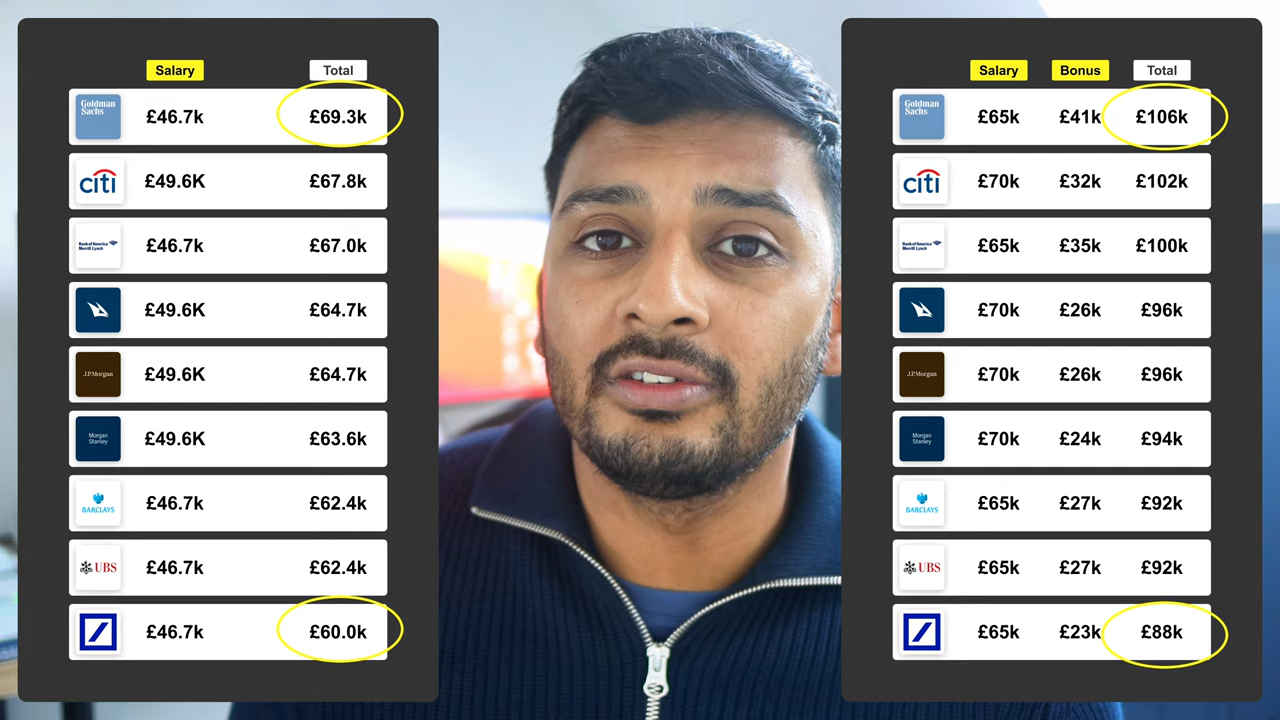 Salary Total
Goldman Sachs £46.7k £69.3k
citi £49.6K £67.8k
Bank of America Merrill Lynch £46.7k £67.0k
£49.6K £64.7k
J.P.Morgan £49.6K £64.7k
Morgan Stanley £49.6K £63.6k
BARCLAYS £46.7k £62.4k
UBS £46.7k £62.4k
£46.7k £60.0k
Salary Bonus Total
Goldman Sachs £65k £41k £106k
citi £70k £32k £102k
Bank of America Merrill Lynch £65k £35k £100k
£70k £26k £96k
J.P.Morgan £70k £26k £96k
Morgan Stanley £70k £24k £94k
BARCLAYS £65k £27k £92k
UBS £65k £27k £92k
£65k £23k £88k